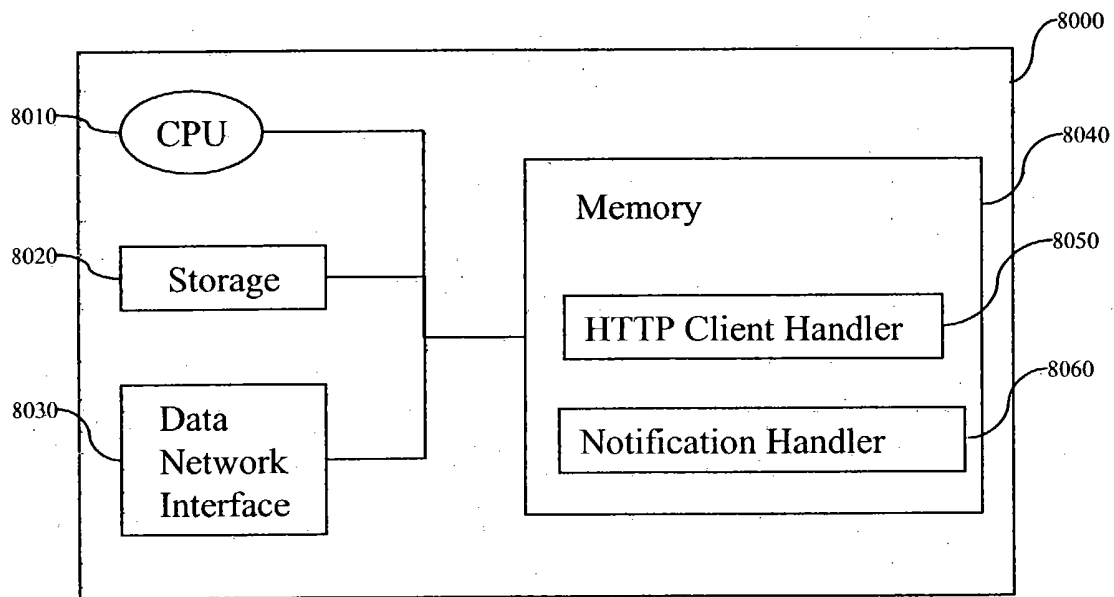 8000
8010
CPU
8040
Memory
8050
8020
Storage
HTTP Client Handler
8060
8030
Data
Network
Interface
Notification Handler